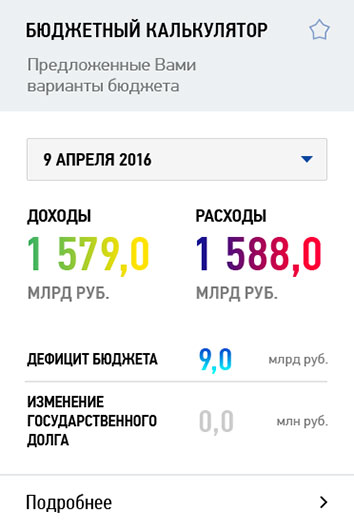 БЮДЖЕТНЫЙ КАЛЬКУЛЯТОР
Предложенные Вами
варианты бюджета
9 АПРЕЛЯ 2016
ДОХОДЫ
1 579,0
МЛРД РУБ.
РАСХОДЫ
1 588,0
МЛРД РУБ.
ДЕФИЦИТ БЮДЖЕТА 9,0 млрд руб.
ИЗМЕНЕНИЕ
ГОСУДАРСТВЕННОГО 0,0 млн руб.
ДОЛГА
Подробнее